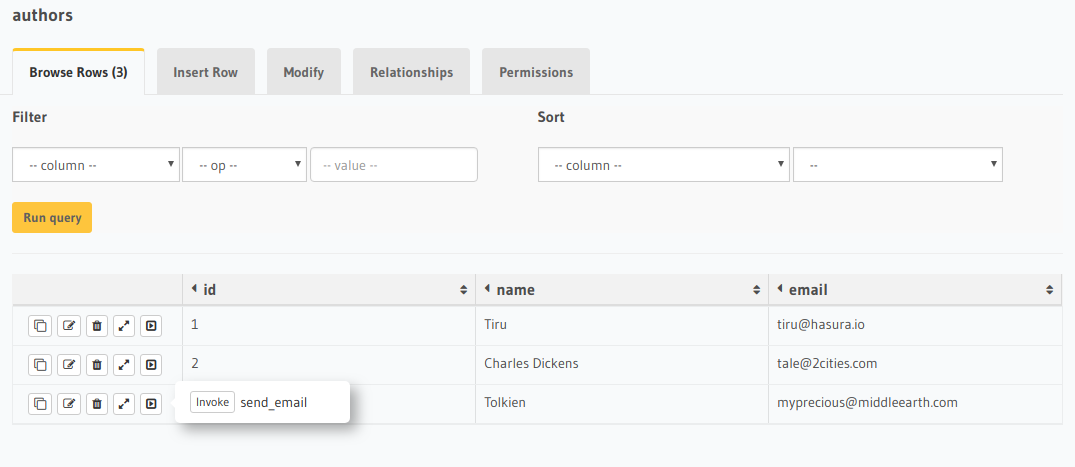 authors
Browse Rows (3) Insert Row Modify Relationships Permissions
Filter Sort
-- column -- -- op -- -- value -- -- column -- --
Run query
id name email
1 Tiru tiru@hasura.io
2 Charles Dickens tale@2cities.com
Invoke send_email Tolkien myprecious@middleearth.com